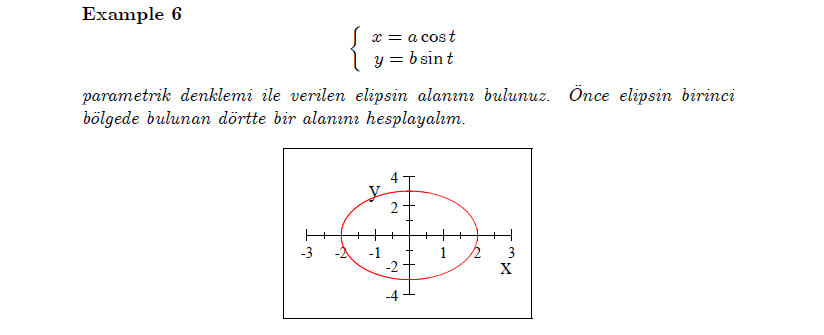 Example 6
{ x = a cos t
y = b sin t
parametrik denklemi ile verilen elipsin alanını bulunuz. Önce elipsin birinci
bölgede bulunan dörtte bir alanını hesplayalım.
4
y
2
-3 -2 -1 1 2 3
-2 x
-4